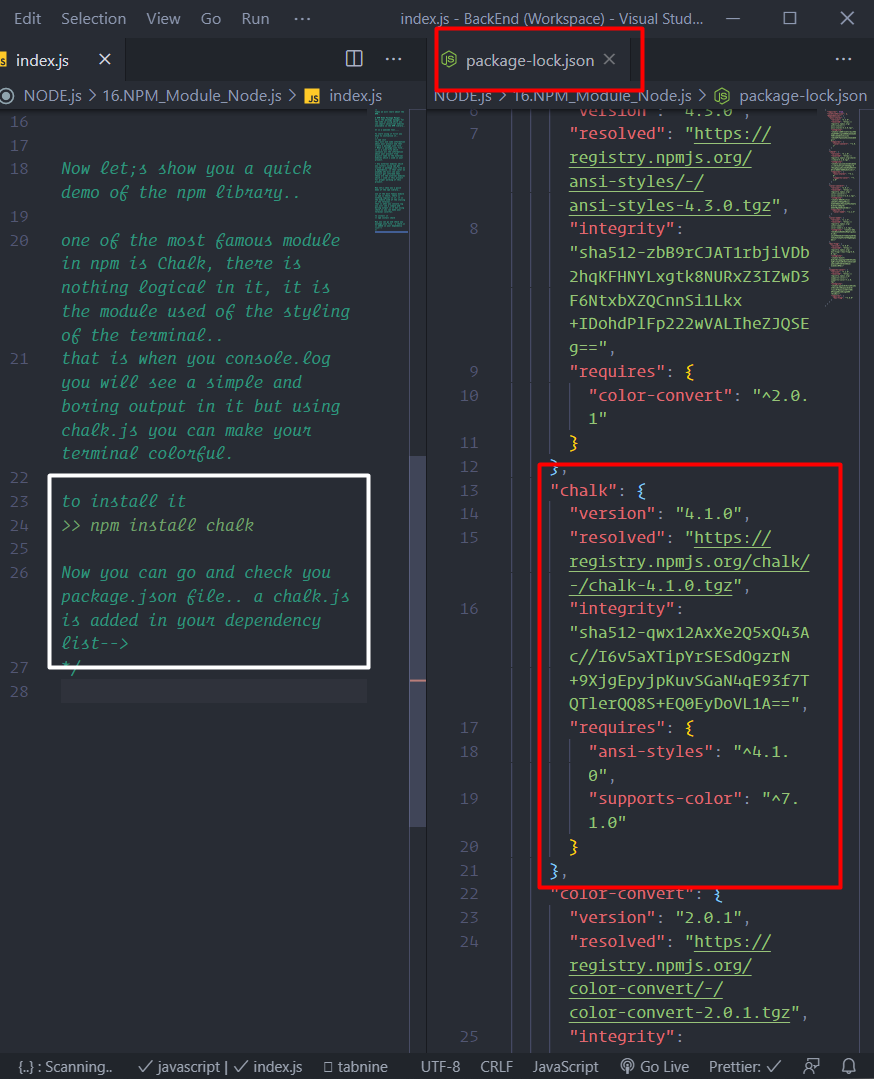 Edit Selection View Go Run ··· index.js - BackEnd (Workspace) - Visual Stud...
index.js
NODE.js > 16.NPM_Module_Node.js > JS index.js
16
17
18 Now let;s show you a quick
demo of the npm library..
19
20 one of the most famous module
in npm is Chalk, there is
nothing logical in it, it is
the module used of the styling
of the terminal..
21 that is when you console.log
you will see a simple and
boring output in it but using
chalk.js you can make your
terminal colorful.
22
23 to install it
24 >> npm install chalk
25
26 Now you can go and check you
package.json file.. a chalk.js
is added in your dependency
list-->
27 */
28
package-lock.json
NODE.js > 16.NPM_Module_Node.js > package-lock.json
6 "version": "4.3.0",
7 "resolved": "https://
registry.npmjs.org/
ansi-styles/-/
ansi-styles-4.3.0.tgz",
8 "integrity":
"sha512-zbB9rCJAT1rbjiVDb
2hqKFHNYLxgtk8NURxZ3IZwD3
F6NtxbXZQCnnSi1Lkx
+IDohdPlFp222wVALIheZJQSE
g==",
9 "requires": {
10 "color-convert": "^2.0.
1"
11 }
12 },
13 "chalk": {
14 "version": "4.1.0",
15 "resolved": "https://
registry.npmjs.org/chalk/
-/chalk-4.1.0.tgz",
16 "integrity":
"sha512-qwx12AxXe2Q5xQ43A
c//I6v5aXTipYrSESdOgzrN
+9XjgEpyjpKuvSGaN4qE93f7T
QTlerQQ8S+EQ0EyDoVL1A==",
17 "requires": {
18 "ansi-styles": "^4.1.
0",
19 "supports-color": "^7.
1.0"
20 }
21 },
22 "color-convert": {
23 "version": "2.0.1",
24 "resolved": "https://
registry.npmjs.org/
color-convert/-/
color-convert-2.0.1.tgz",
25 "integrity":
{..} : Scanning.. javascript | index.js tabnine UTF-8 CRLF JavaScript Go Live Prettier: